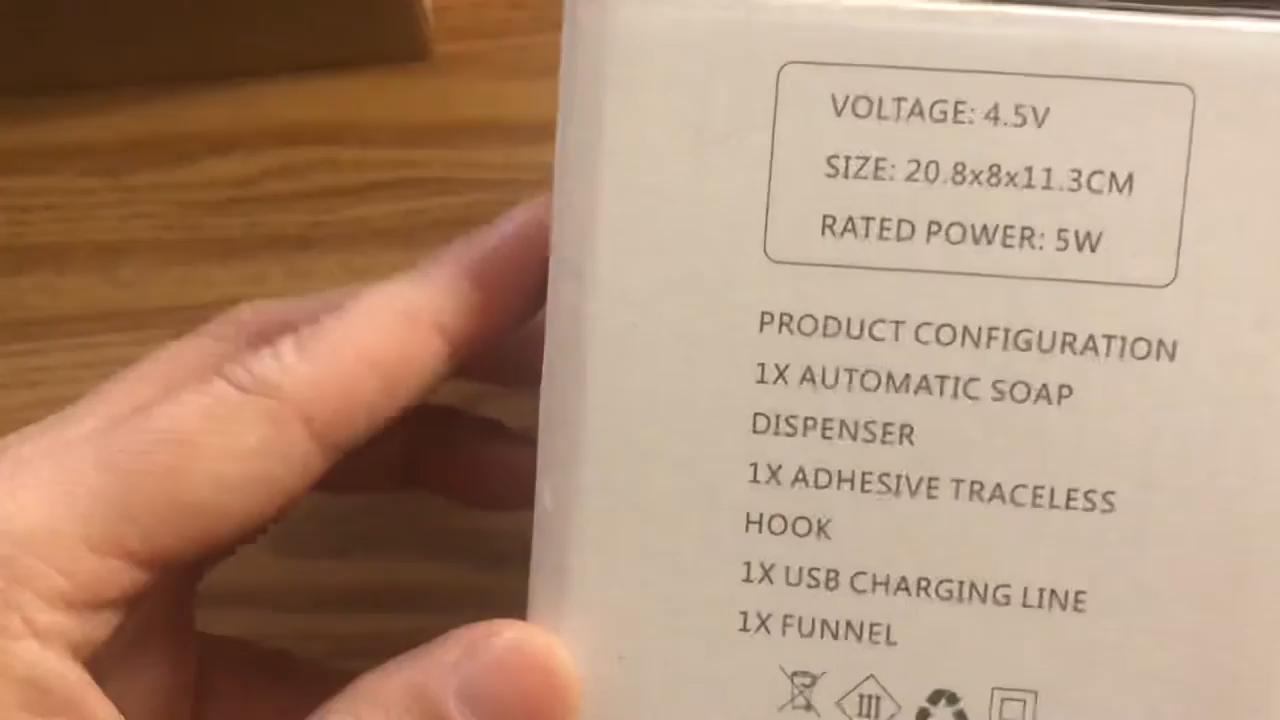 VOLTAGE: 4.5V
SIZE: 20.8x8x11.3CM
RATED POWER: 5W
PRODUCT CONFIGURATION
1X AUTOMATIC SOAP
DISPENSER
1X ADHESIVE TRACELESS
HOOK
1X USB CHARGING LINE
1X FUNNEL
III